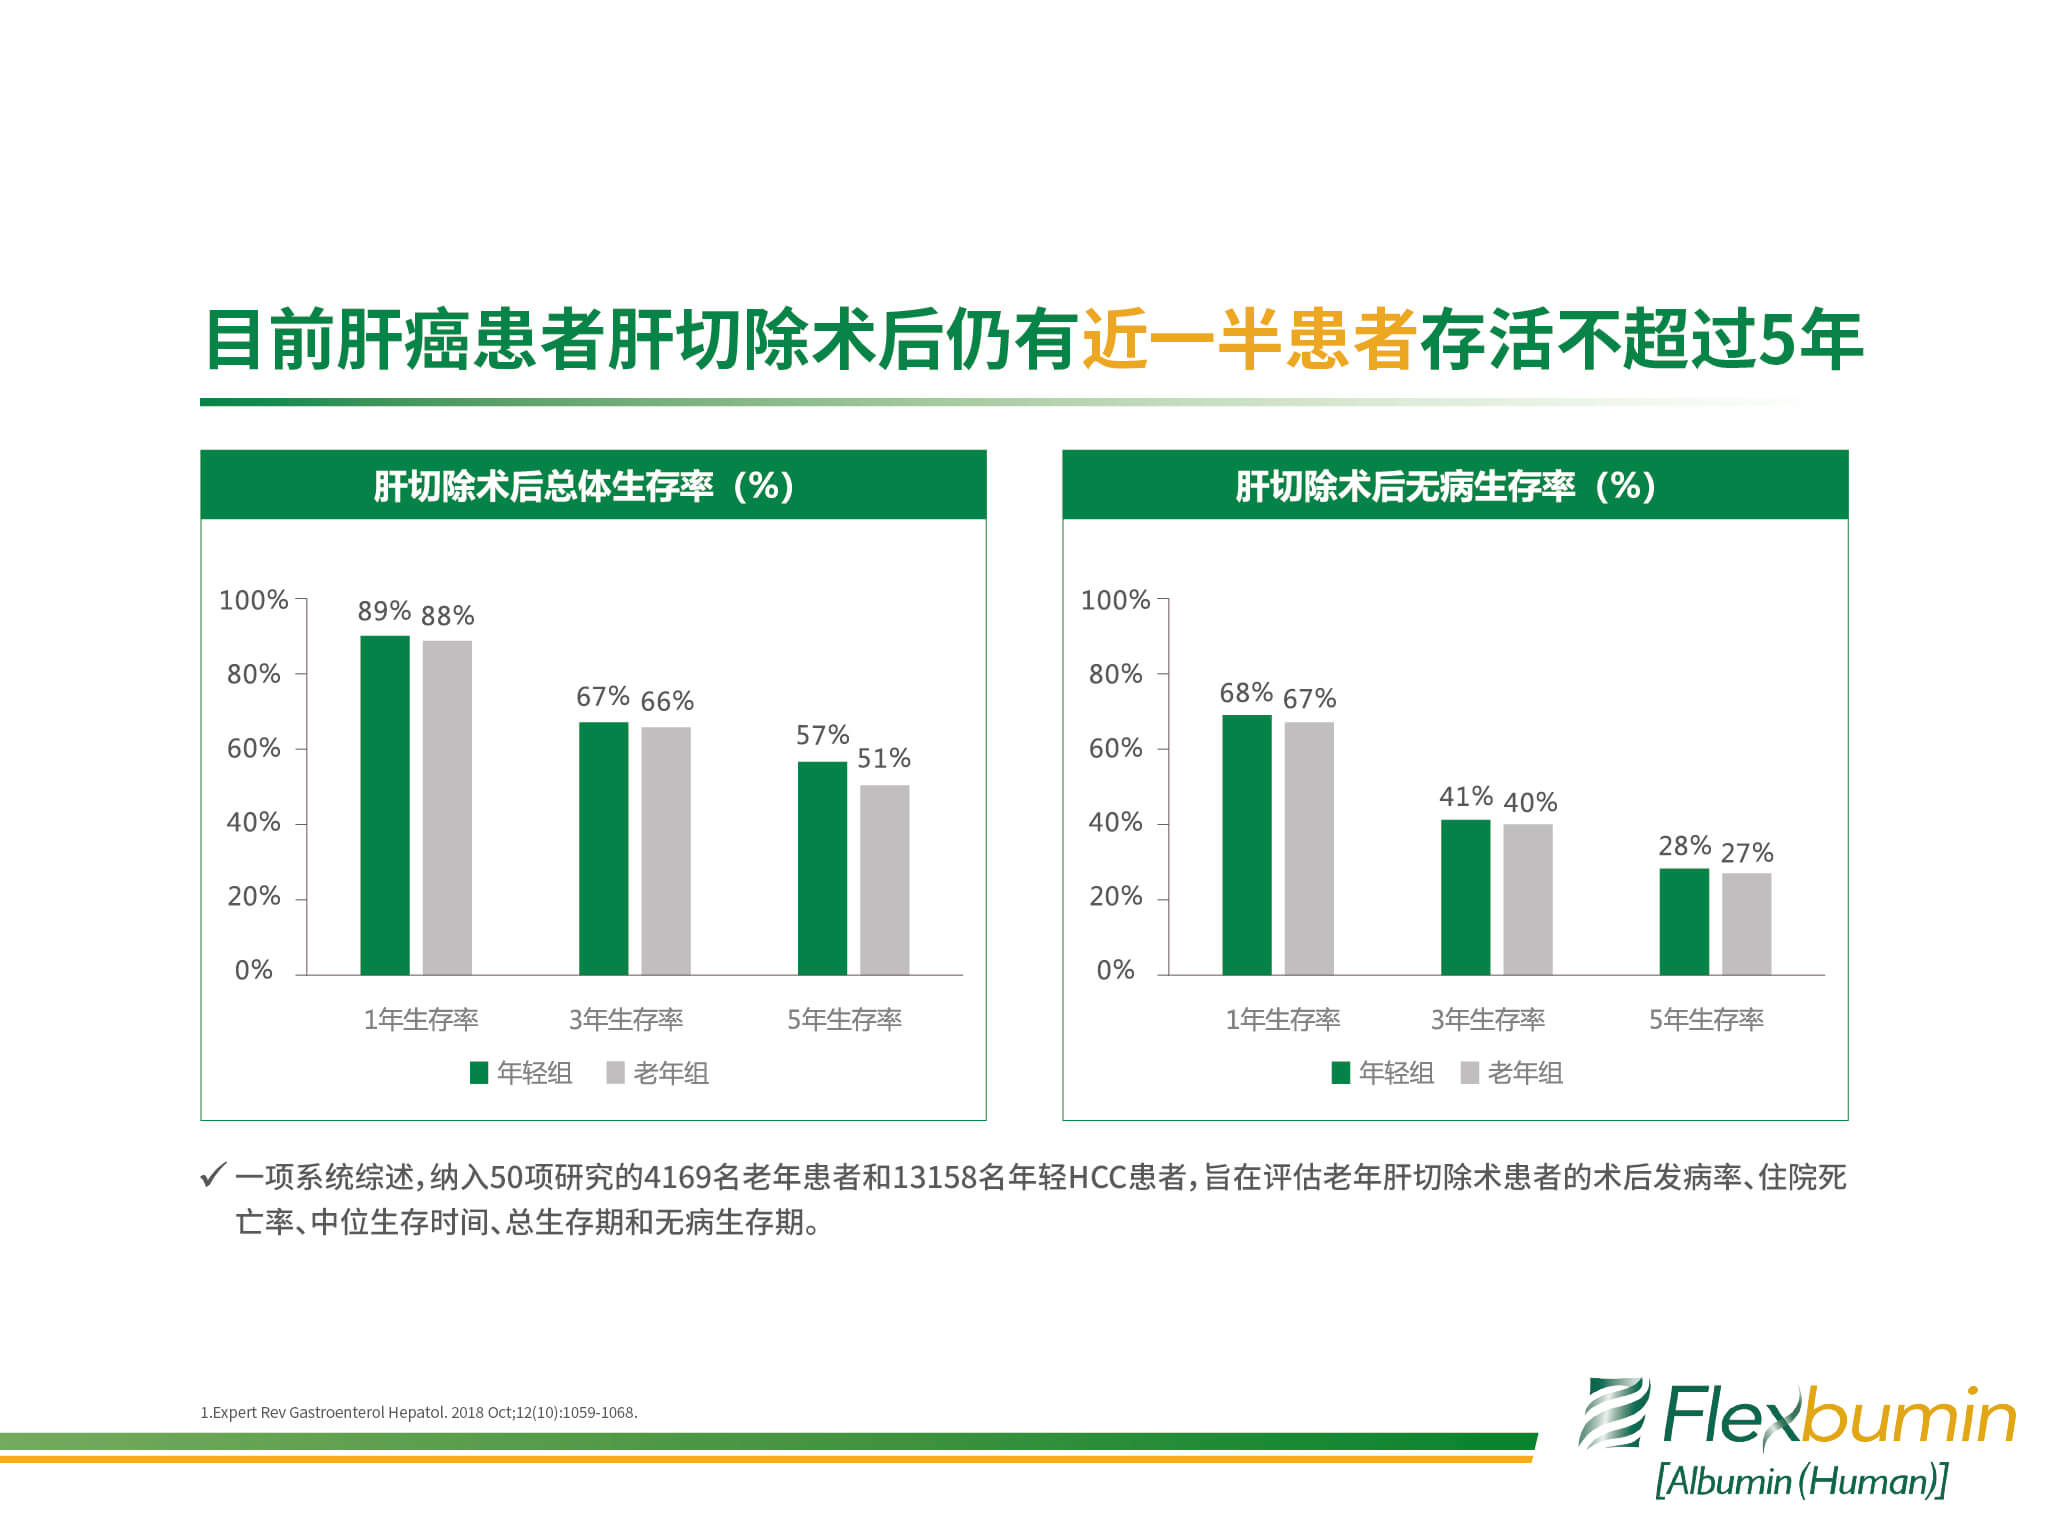 目前肝癌患者肝切除术后仍有近一半患者存活不超过5年
肝切除术后总体生存率（%）
100%
80%
60%
40%
20%
0%
89%
88%
67%
66%
57%
51%
1年生存率
3年生存率
5年生存率
年轻组
老年组
肝切除术后无病生存率（%）
100%
80%
60%
40%
20%
0%
68%
67%
41%
40%
28%
27%
1年生存率
3年生存率
5年生存率
年轻组
老年组
✓ 一项系统综述，纳入50项研究的4169名老年患者和13158名年轻HCC患者，旨在评估老年肝切除术患者的术后发病率、住院死
亡率、中位生存时间、总生存期和无病生存期。
1.Expert Rev Gastroenterol Hepatol. 2018 Oct;12(10):1059-1068.
Flexbumin
[Albumin (Human)]